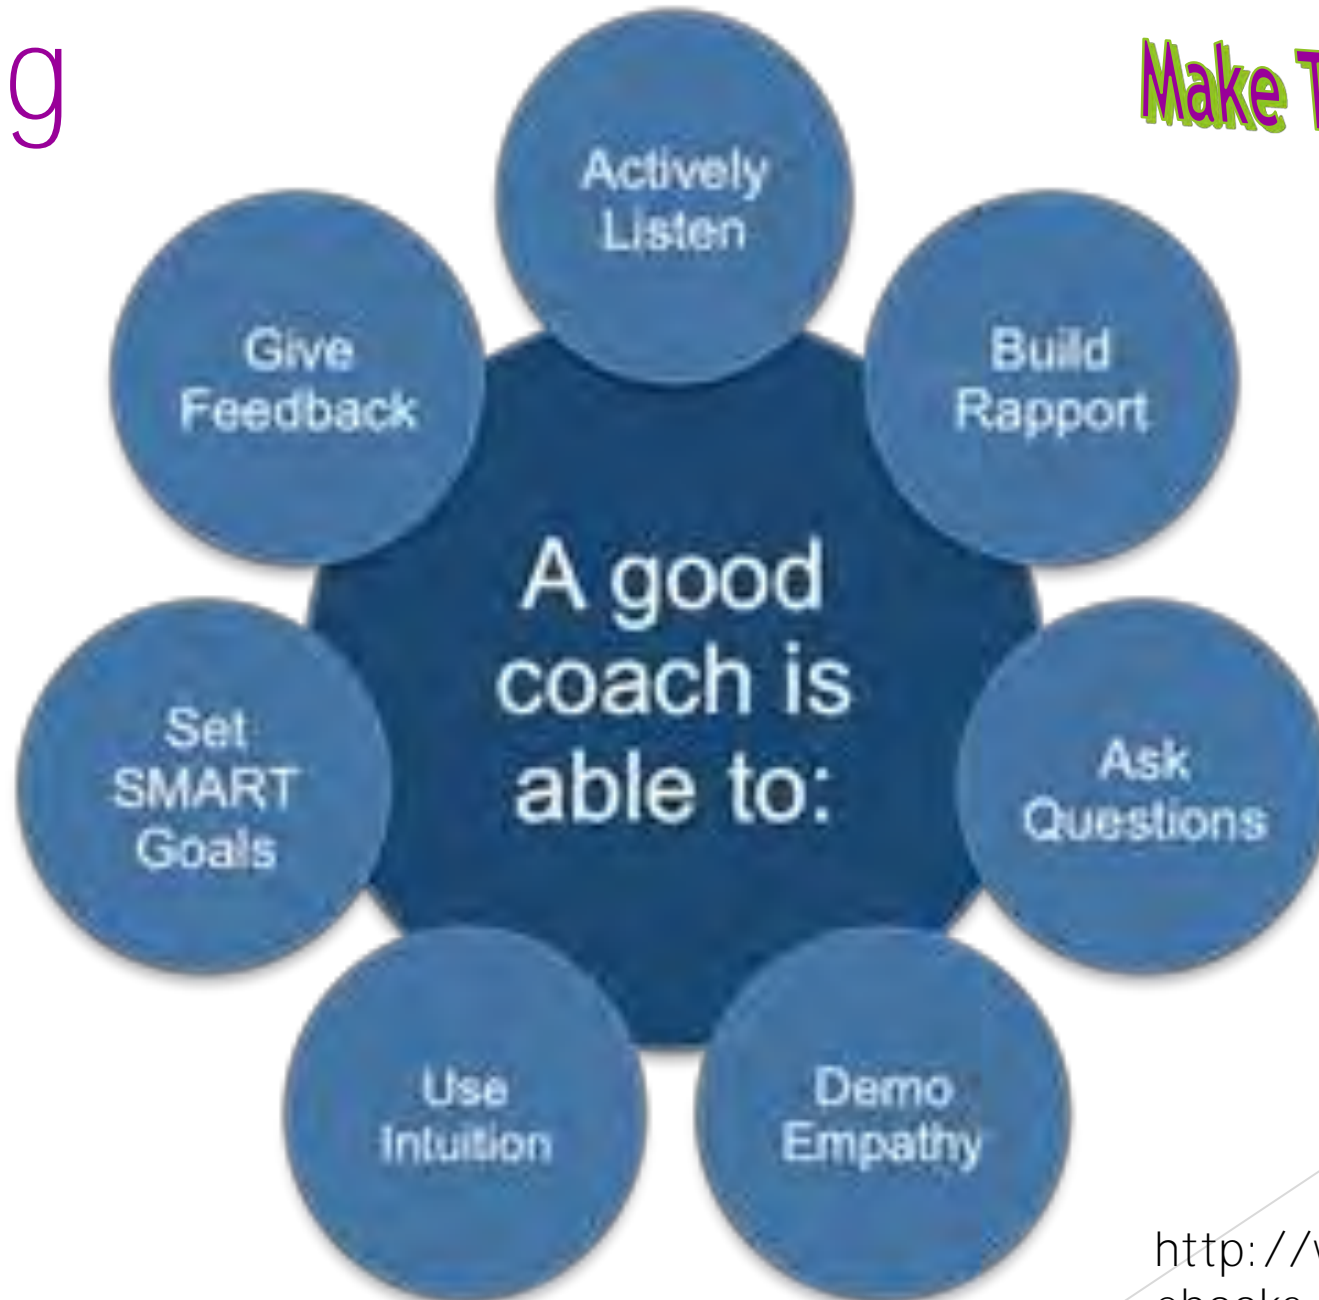 g
Make T
Actively
Listen
Build
Rapport
Ask
Questions
Demo
Empathy
Use
Intuition
Set
SMART
Goals
Give
Feedback
A good
coach is
able to:
http://